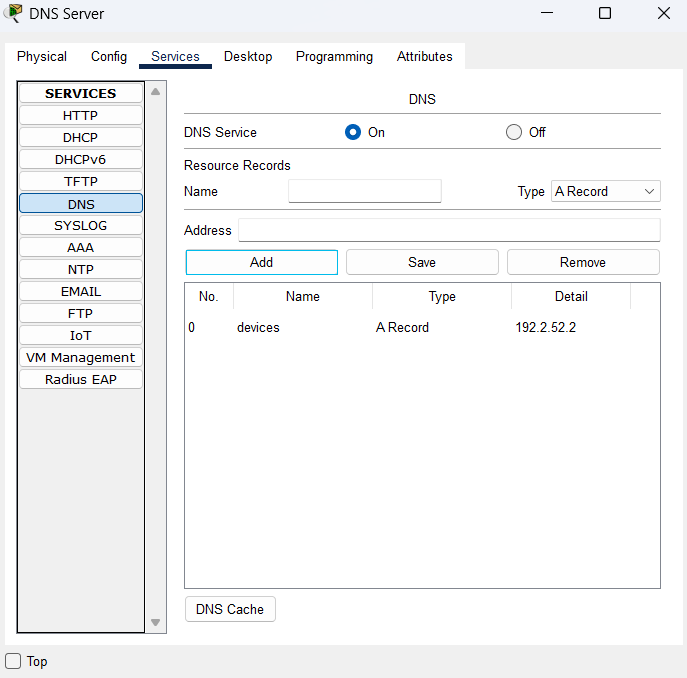 DNS Server
Physical Config Services Desktop Programming Attributes
SERVICES
HTTP
DHCP
DHCPv6
TFTP
DNS
SYSLOG
AAA
NTP
EMAIL
FTP
IoT
VM Management
Radius EAP
DNS
DNS Service On Off
Resource Records
Name Type A Record
Address
Add Save Remove
No. Name Type Detail
0 devices A Record 192.2.52.2
DNS Cache
Top